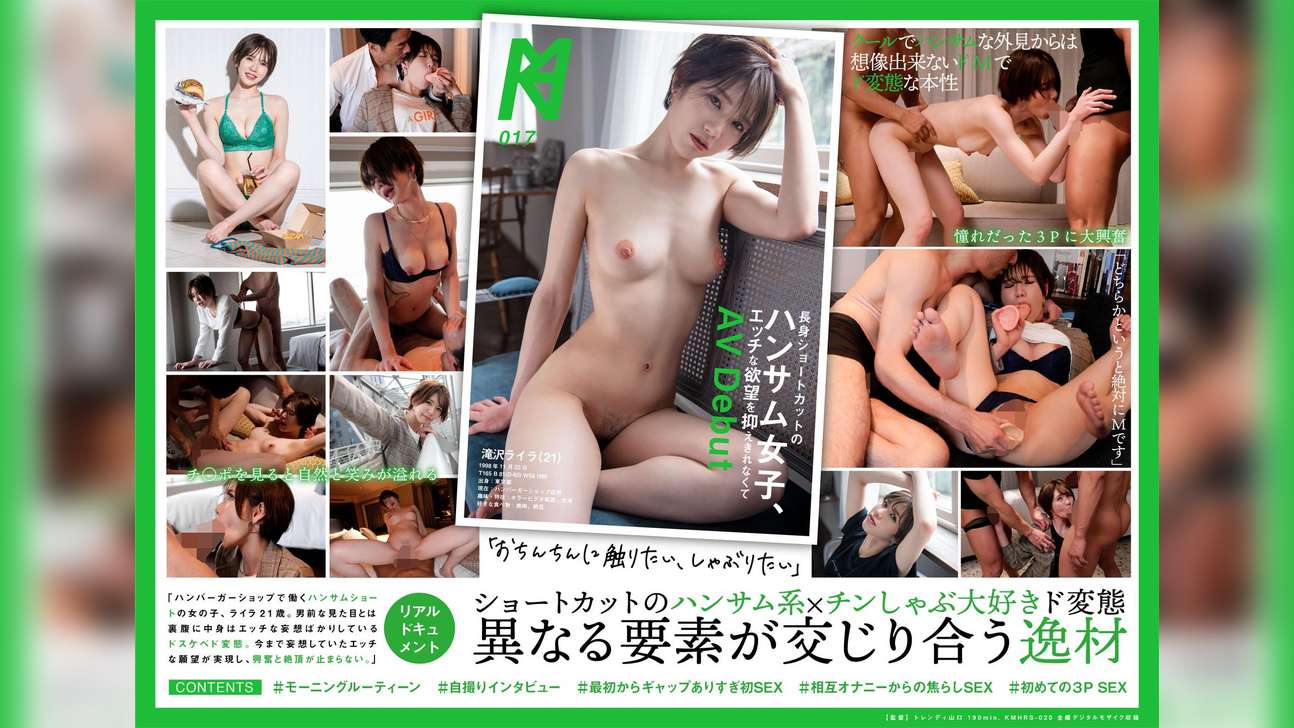 クールでハンサムな外見からは
想像出来ないドMで
ド変態な本性
A GIRL
017
憧れだった3Pに大興奮
「どちらかというと絶対にMです」
長身ショートカットの
ハンサム女子、
エッチな欲望を抑えきれなくて
AV Debut
滝沢ライラ(21)
チ○ポを見ると自然と笑みが溢れる
「おちんちんに触りたい、しゃぶりたい」
「ハンバーガーショップで働くハンサムショー
トの女の子、ライラ21歳。男前な見た目とは
裏腹に中身はエッチな妄想ばかりしている
ドスケベド変態。今まで妄想していたエッチ
な願望が実現し、興奮と絶頂が止まらない。」
リアル
ドキュ
メント
ショートカットのハンサム系×チンしゃぶ大好きド変態
異なる要素が交じり合う逸材
CONTENTS #モーニングルーティーン #自撮りインタビュー #最初からギャップありすぎ初SEX #相互オナニーからの焦らしSEX #初めての3P SEX
【監督】トレンディ山口 190min. KMHRS-020 全編デジタルモザイク収録